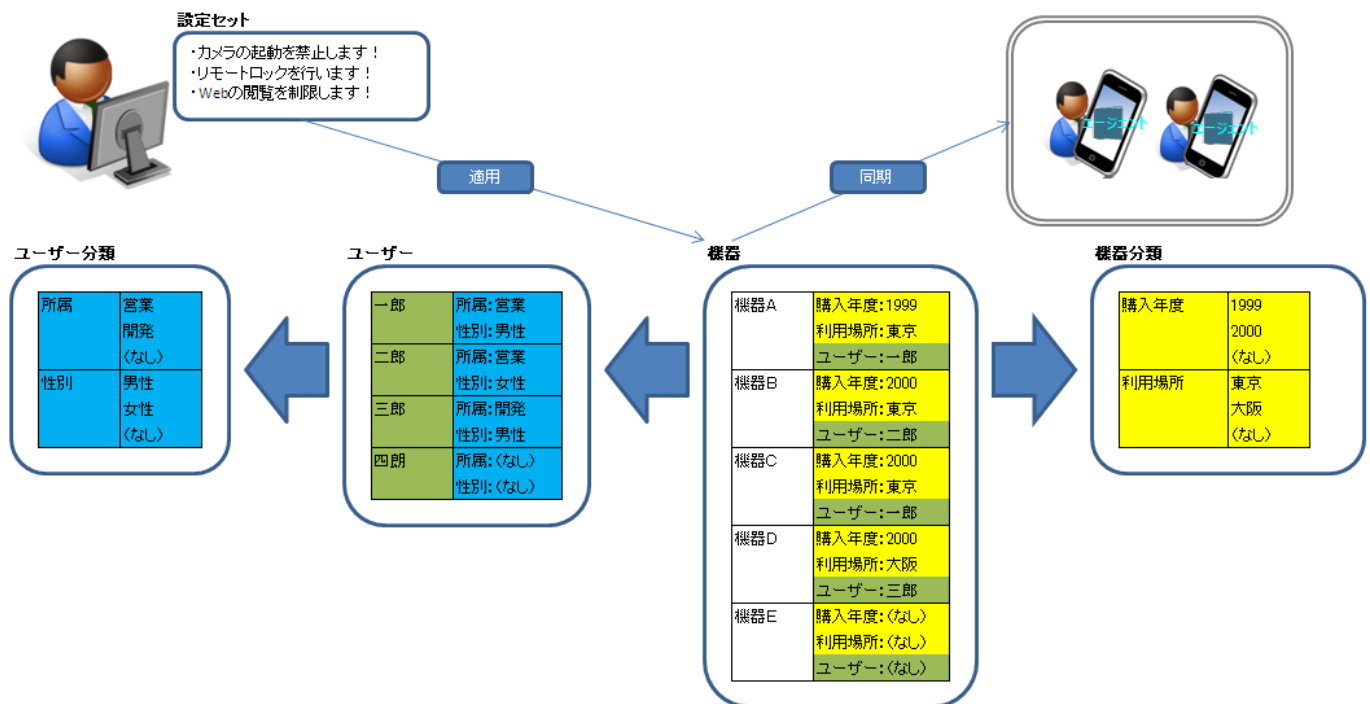 設定セット
・カメラの起動を禁止します！
・リモートロックを行います！
・Webの閲覧を制限します！
エージェント
エージェント
適用
同期
ユーザー分類
所属
営業
開発
(なし)
性別
男性
女性
(なし)
ユーザー
一郎
所属:営業
性別:男性
二郎
所属:営業
性別:女性
三郎
所属:開発
性別:男性
四朗
所属:(なし)
性別:(なし)
機器
機器A
購入年度:1999
利用場所:東京
ユーザー:一郎
機器B
購入年度:2000
利用場所:東京
ユーザー:二郎
機器C
購入年度:2000
利用場所:東京
ユーザー:一郎
機器D
購入年度:2000
利用場所:大阪
ユーザー:三郎
機器E
購入年度:(なし)
利用場所:(なし)
ユーザー:(なし)
機器分類
購入年度
1999
2000
(なし)
利用場所
東京
大阪
(なし)